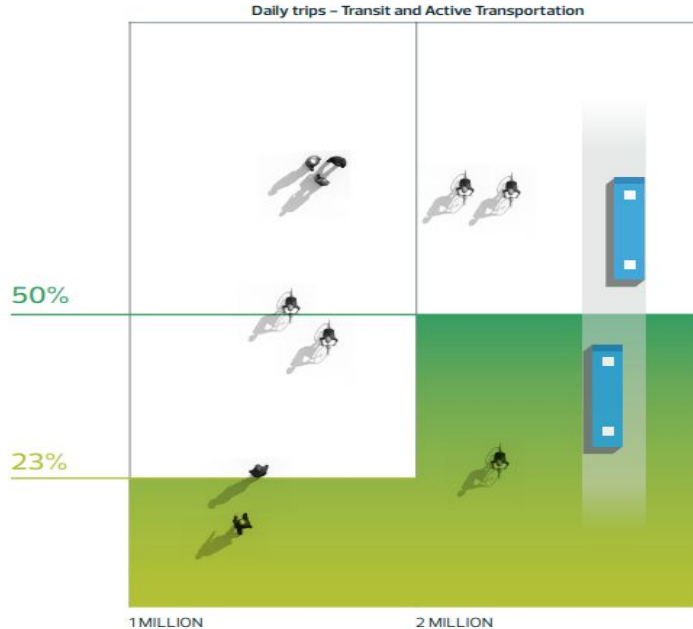 Daily trips – Transit and Active Transportation
50%
23%
1 MILLION
2 MILLION